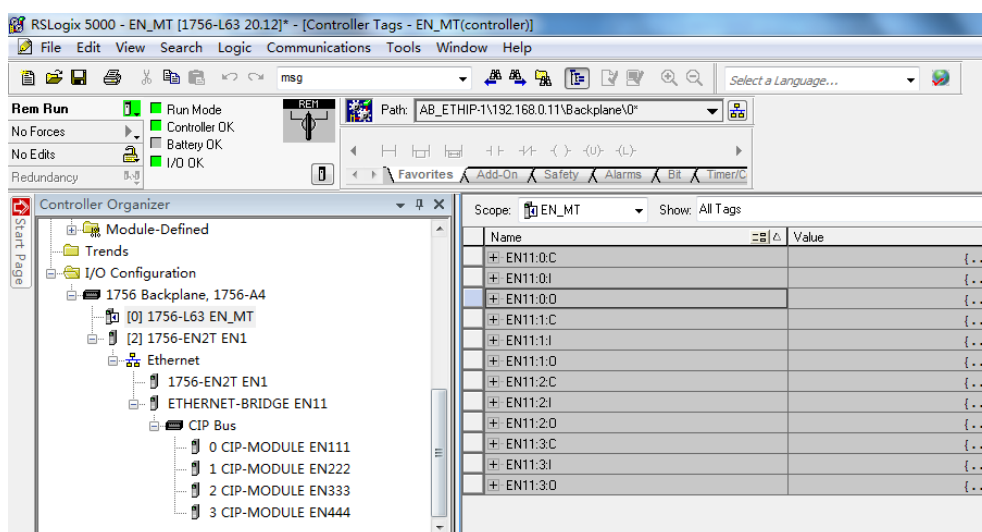 RSLogix 5000 - EN_MT [1756-L63 20.12]* - [Controller Tags - EN_MT(controller)]
File Edit View Search Logic Communications Tools Window Help
msg
Select a Language...
Rem Run
Run Mode
REM
Path: AB_ETHIP-1\192.168.0.11\Backplane\0*
No Forces
Controller OK
Battery OK
No Edits
I/O OK
Redundancy
Favorites Add-On Safety Alarms Bit Timer/C
Start Page
Controller Organizer
Scope: EN_MT Show: All Tags
Module-Defined
Trends
I/O Configuration
1756 Backplane, 1756-A4
[0] 1756-L63 EN_MT
[2] 1756-EN2T EN1
Ethernet
1756-EN2T EN1
ETHERNET-BRIDGE EN11
CIP Bus
0 CIP-MODULE EN111
1 CIP-MODULE EN222
2 CIP-MODULE EN333
3 CIP-MODULE EN444
Name Value
EN11:0:C {..
EN11:0:I {..
EN11:0:O {..
EN11:1:C {..
EN11:1:I {..
EN11:1:O {..
EN11:2:C {..
EN11:2:I {..
EN11:2:O {..
EN11:3:C {..
EN11:3:I {..
EN11:3:O {..